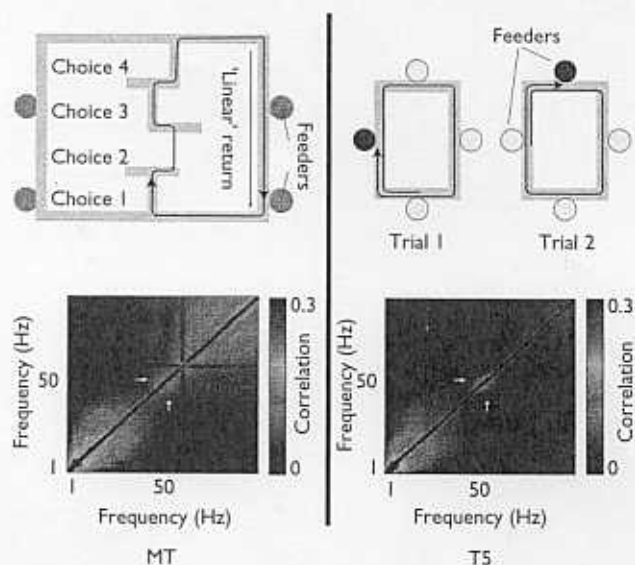 Choice 4
Choice 3
Choice 2
Choice 1
'Linear' return
Feeders
Feeders
Trial 1
Trial 2
Frequency (Hz)
50
1
1
50
Frequency (Hz)
0.3
Correlation
0
MT
Frequency (Hz)
50
1
1
50
Frequency (Hz)
0.3
Correlation
0
T5